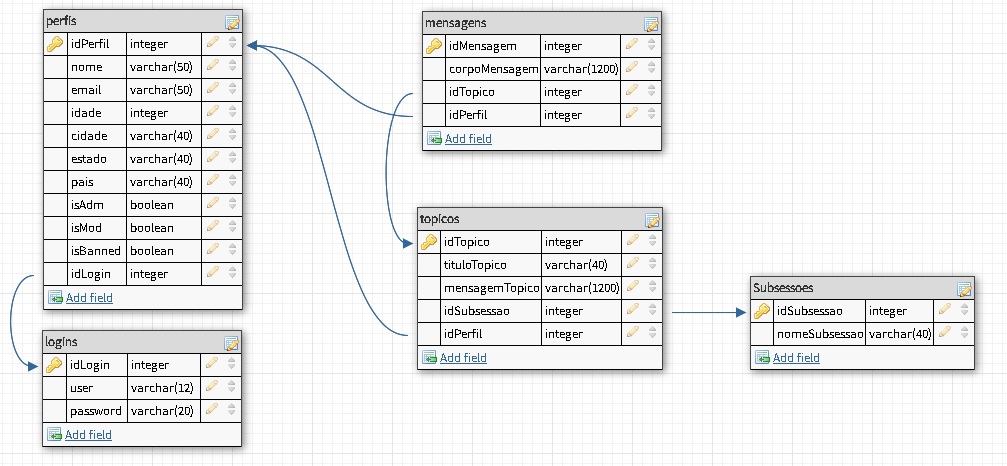 perfis
idPerfil integer
nome varchar(50)
email varchar(50)
idade integer
cidade varchar(40)
estado varchar(40)
pais varchar(40)
isAdm boolean
isMod boolean
isBanned boolean
idLogin integer
Add field
logins
idLogin integer
user varchar(12)
password varchar(20)
Add field
mensagens
idMensagem integer
corpoMensagem varchar(1200)
idTopico integer
idPerfil integer
Add field
topicos
idTopico integer
tituloTopico varchar(40)
mensagemTopico varchar(1200)
idSubsessao integer
idPerfil integer
Add field
Subsessoes
idSubsessao integer
nomeSubsessao varchar(40)
Add field